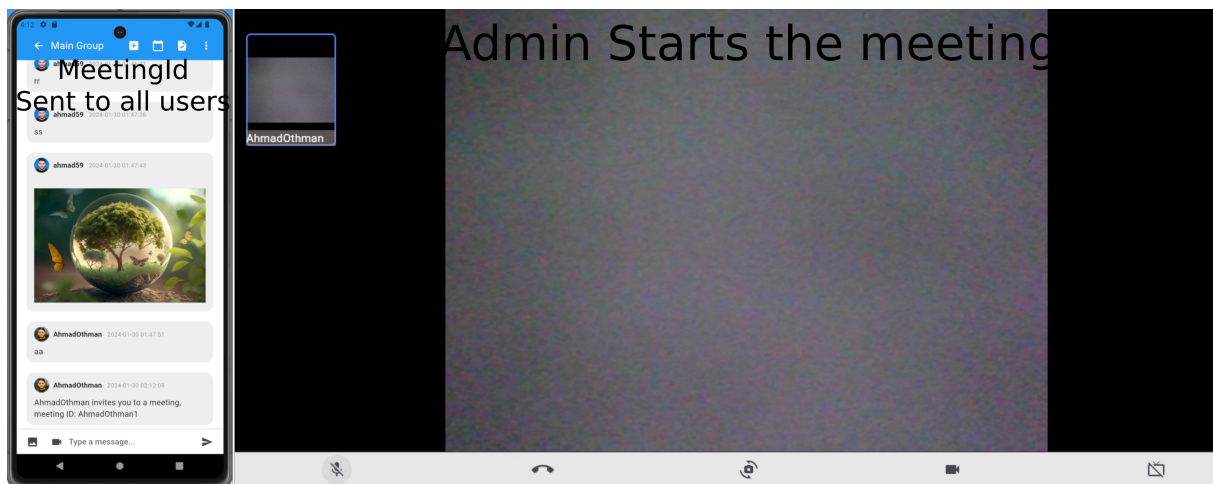 4:12
Main Group
MeetingId
Sent to all users
rr
ahmad59 2024-01-30 01:47:36
ss
ahmad59 2024-01-30 01:47:43
AhmadOthman 2024-01-30 01:47:51
aa
AhmadOthman 2024-01-30 02:12:09
AhmadOthman invites you to a meeting,
meeting ID: AhmadOthman1
Type a message...
Admin Starts the meeting
AhmadOthman